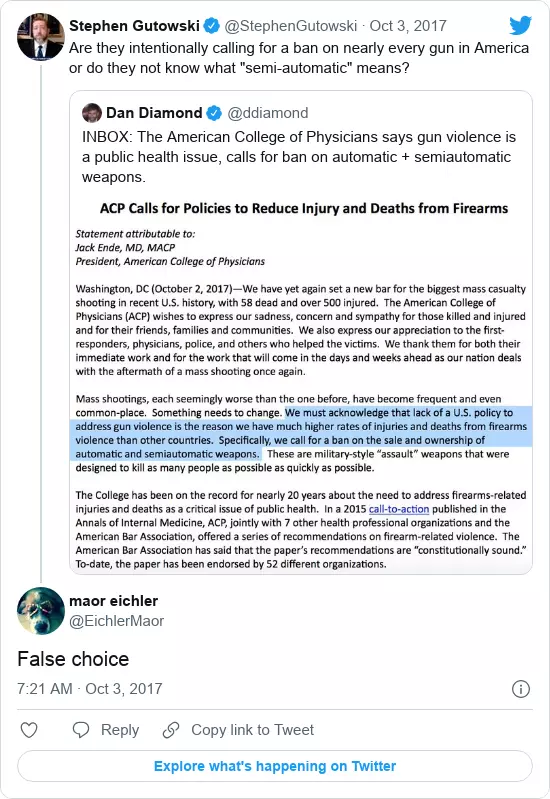 Stephen Gutowski @StephenGutowski · Oct 3, 2017
Are they intentionally calling for a ban on nearly every gun in America
or do they not know what "semi-automatic" means?
Dan Diamond @ddiamond
INBOX: The American College of Physicians says gun violence is
a public health issue, calls for ban on automatic + semiautomatic
weapons.
ACP Calls for Policies to Reduce Injury and Deaths from Firearms
Statement attributable to:
Jack Ende, MD, MACP
President, American College of Physicians
Washington, DC (October 2, 2017)—We have yet again set a new bar for the biggest mass casualty
shooting in recent U.S. history, with 58 dead and over 500 injured. The American College of
Physicians (ACP) wishes to express our sadness, concern and sympathy for those killed and injured
and for their friends, families and communities. We also express our appreciation to the first-
responders, physicians, police, and others who helped the victims. We thank them for both their
immediate work and for the work that will come in the days and weeks ahead as our nation deals
with the aftermath of a mass shooting once again.
Mass shootings, each seemingly worse than the one before, have become frequent and even
common-place. Something needs to change. We must acknowledge that lack of a U.S. policy to
address gun violence is the reason we have much higher rates of injuries and deaths from firearms
violence than other countries. Specifically, we call for a ban on the sale and ownership of
automatic and semiautomatic weapons. These are military-style “assault” weapons that were
designed to kill as many people as possible as quickly as possible.
The College has been on the record for nearly 20 years about the need to address firearms-related
injuries and deaths as a critical issue of public health. In a 2015 call-to-action published in the
Annals of Internal Medicine, ACP, jointly with 7 other health professional organizations and the
American Bar Association, offered a series of recommendations on firearm-related violence. The
American Bar Association has said that the paper’s recommendations are “constitutionally sound.”
To-date, the paper has been endorsed by 52 different organizations.
maor eichler
@EichlerMaor
False choice
7:21 AM · Oct 3, 2017
Reply
Copy link to Tweet
Explore what's happening on Twitter